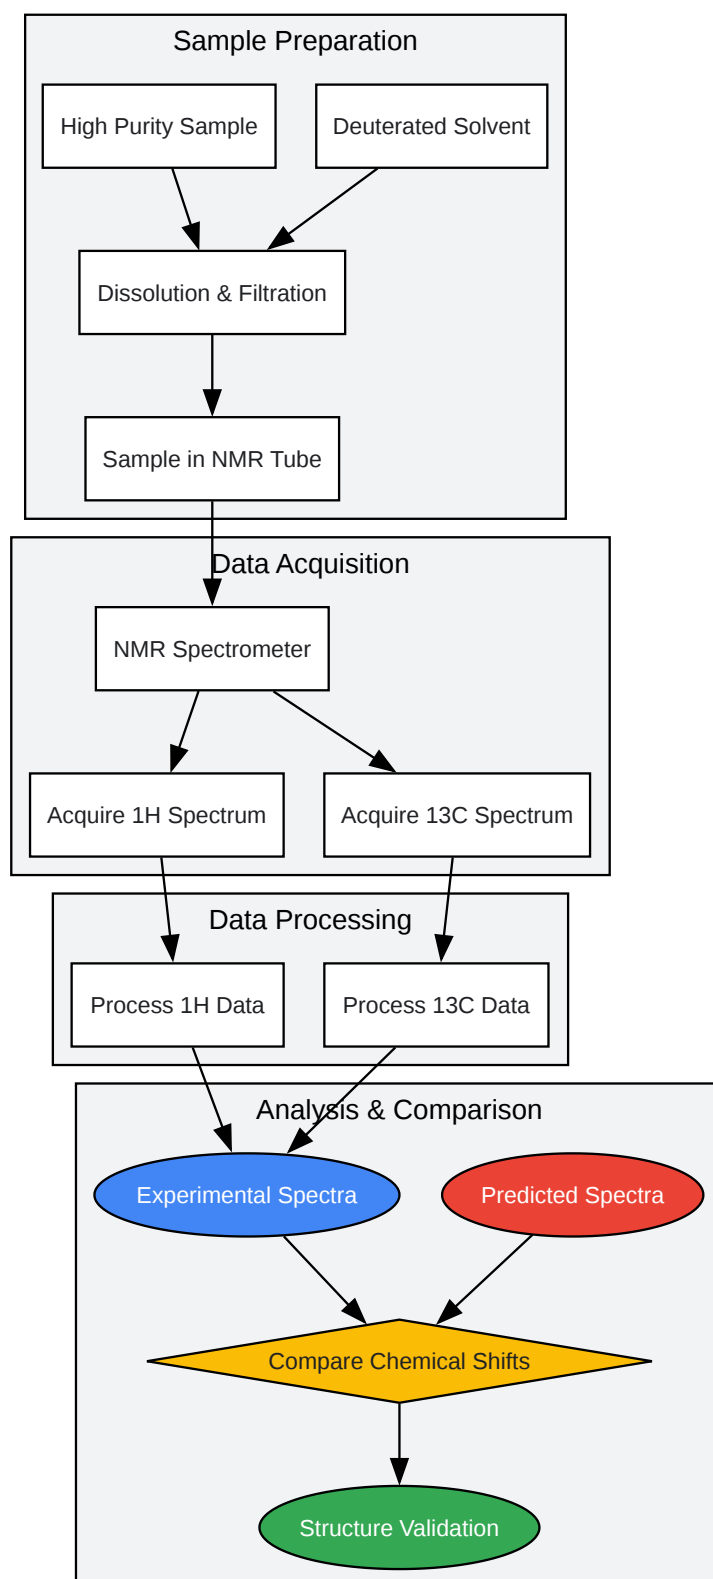 Sample Preparation
High Purity Sample
Deuterated Solvent
Dissolution & Filtration
Sample in NMR Tube
Data Acquisition
NMR Spectrometer
Acquire 1H Spectrum
Acquire 13C Spectrum
Data Processing
Process 1H Data
Process 13C Data
Analysis & Comparison
Experimental Spectra
Predicted Spectra
Compare Chemical Shifts
Structure Validation